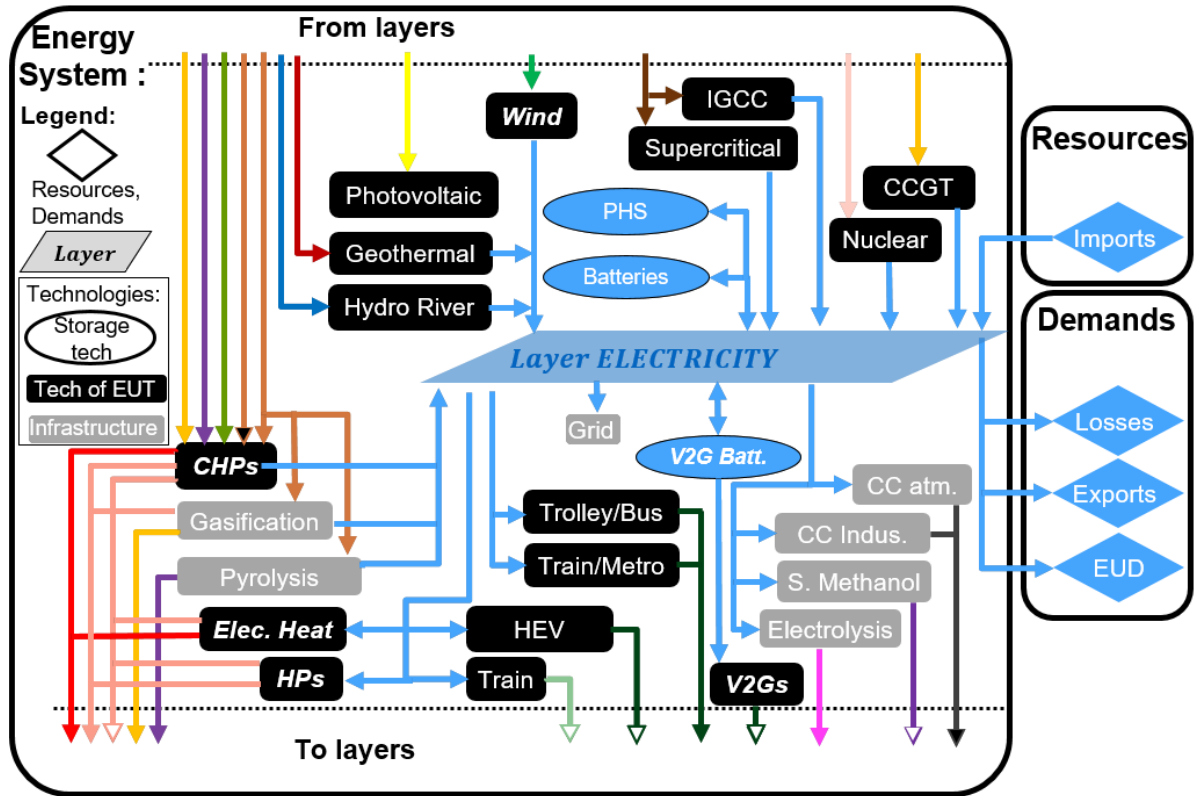 From layers
Energy
System :
Legend:
Resources,
Demands
Layer
Technologies:
Storage
tech
Tech of EUT
Infrastructure
Wind
IGCC
Supercritical
Photovoltaic
CCGT
PHS
Nuclear
Geothermal
Batteries
Hydro River
Layer ELECTRICITY
Resources
Imports
Demands
Losses
Exports
EUD
Grid
V2G Batt.
CHPs
CC atm.
Gasification
Trolley/Bus
CC Indus.
Pyrolysis
Train/Metro
S. Methanol
Elec. Heat
HEV
Electrolysis
HPs
Train
V2Gs
To layers